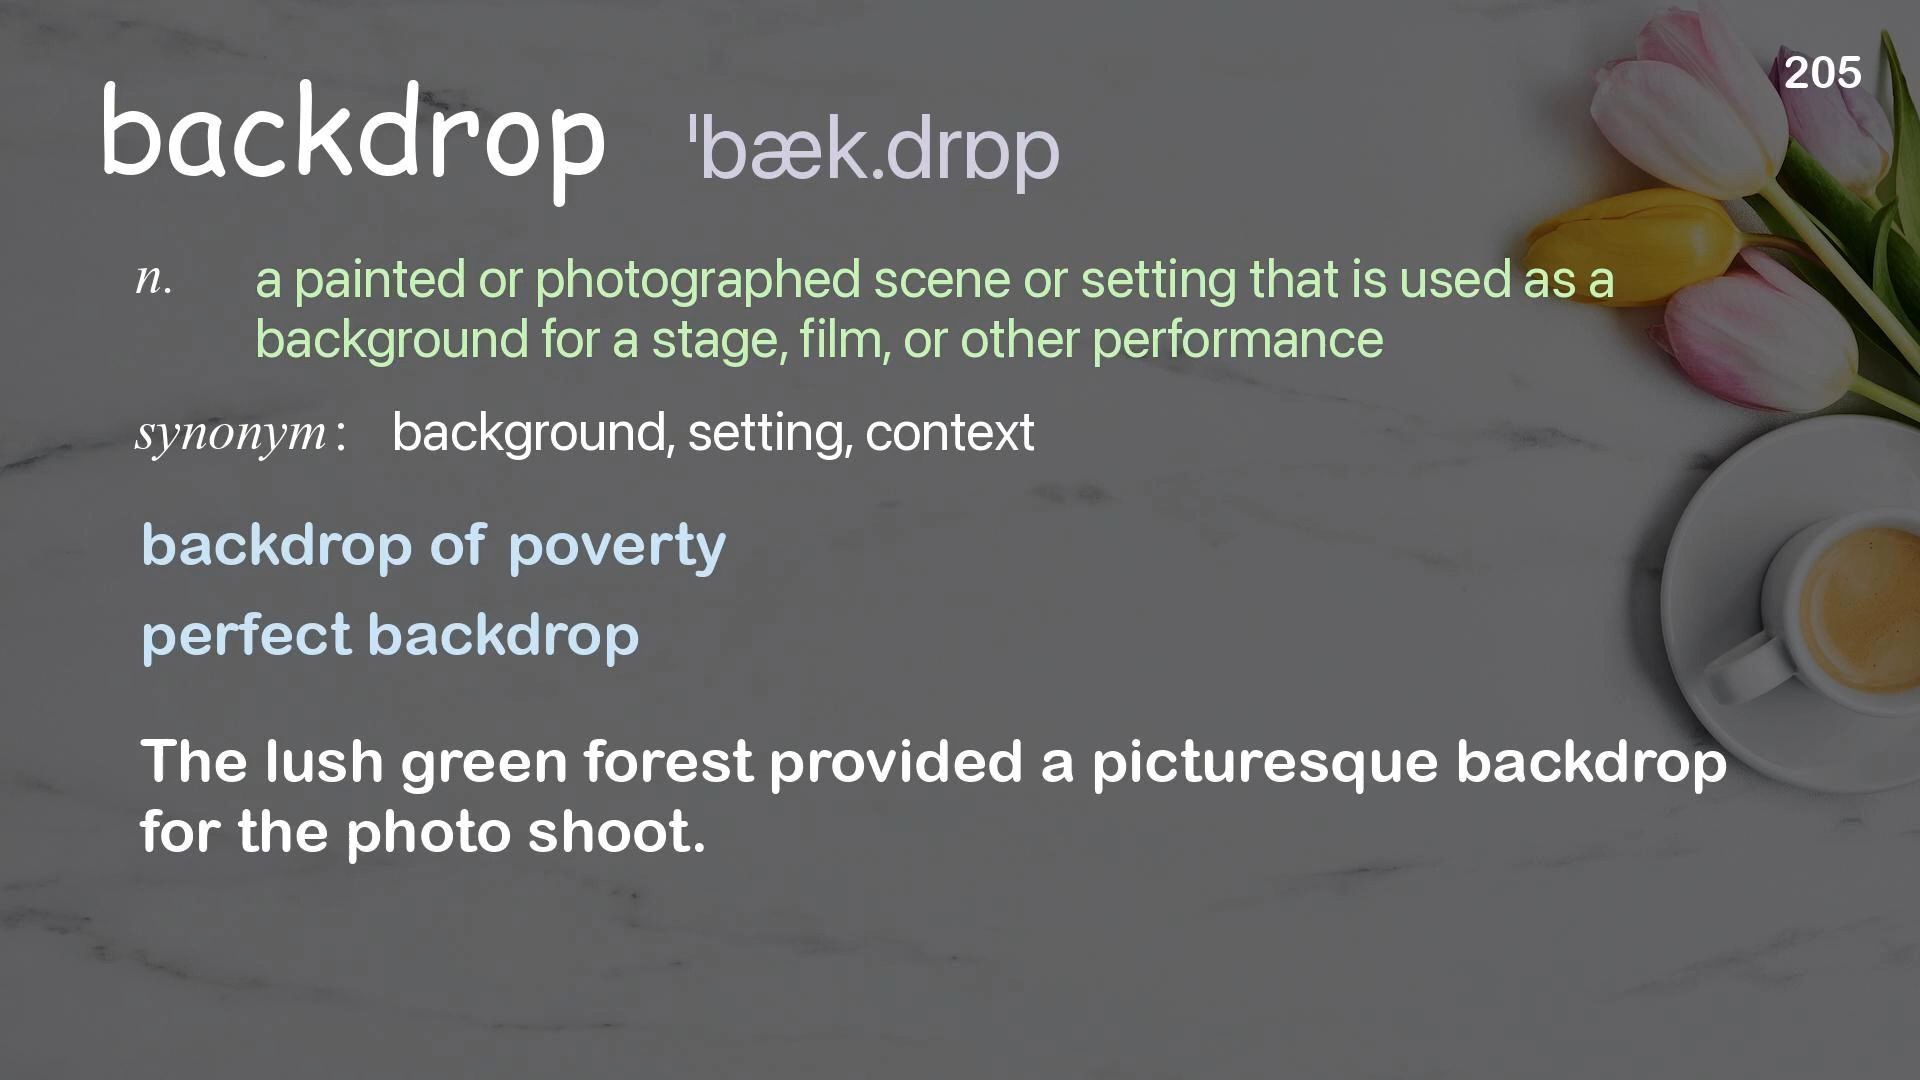 205
backdrop ˈbæk.drɒp
n. a painted or photographed scene or setting that is used as a
background for a stage, film, or other performance
synonym: background, setting, context
backdrop of poverty
perfect backdrop
The lush green forest provided a picturesque backdrop
for the photo shoot.